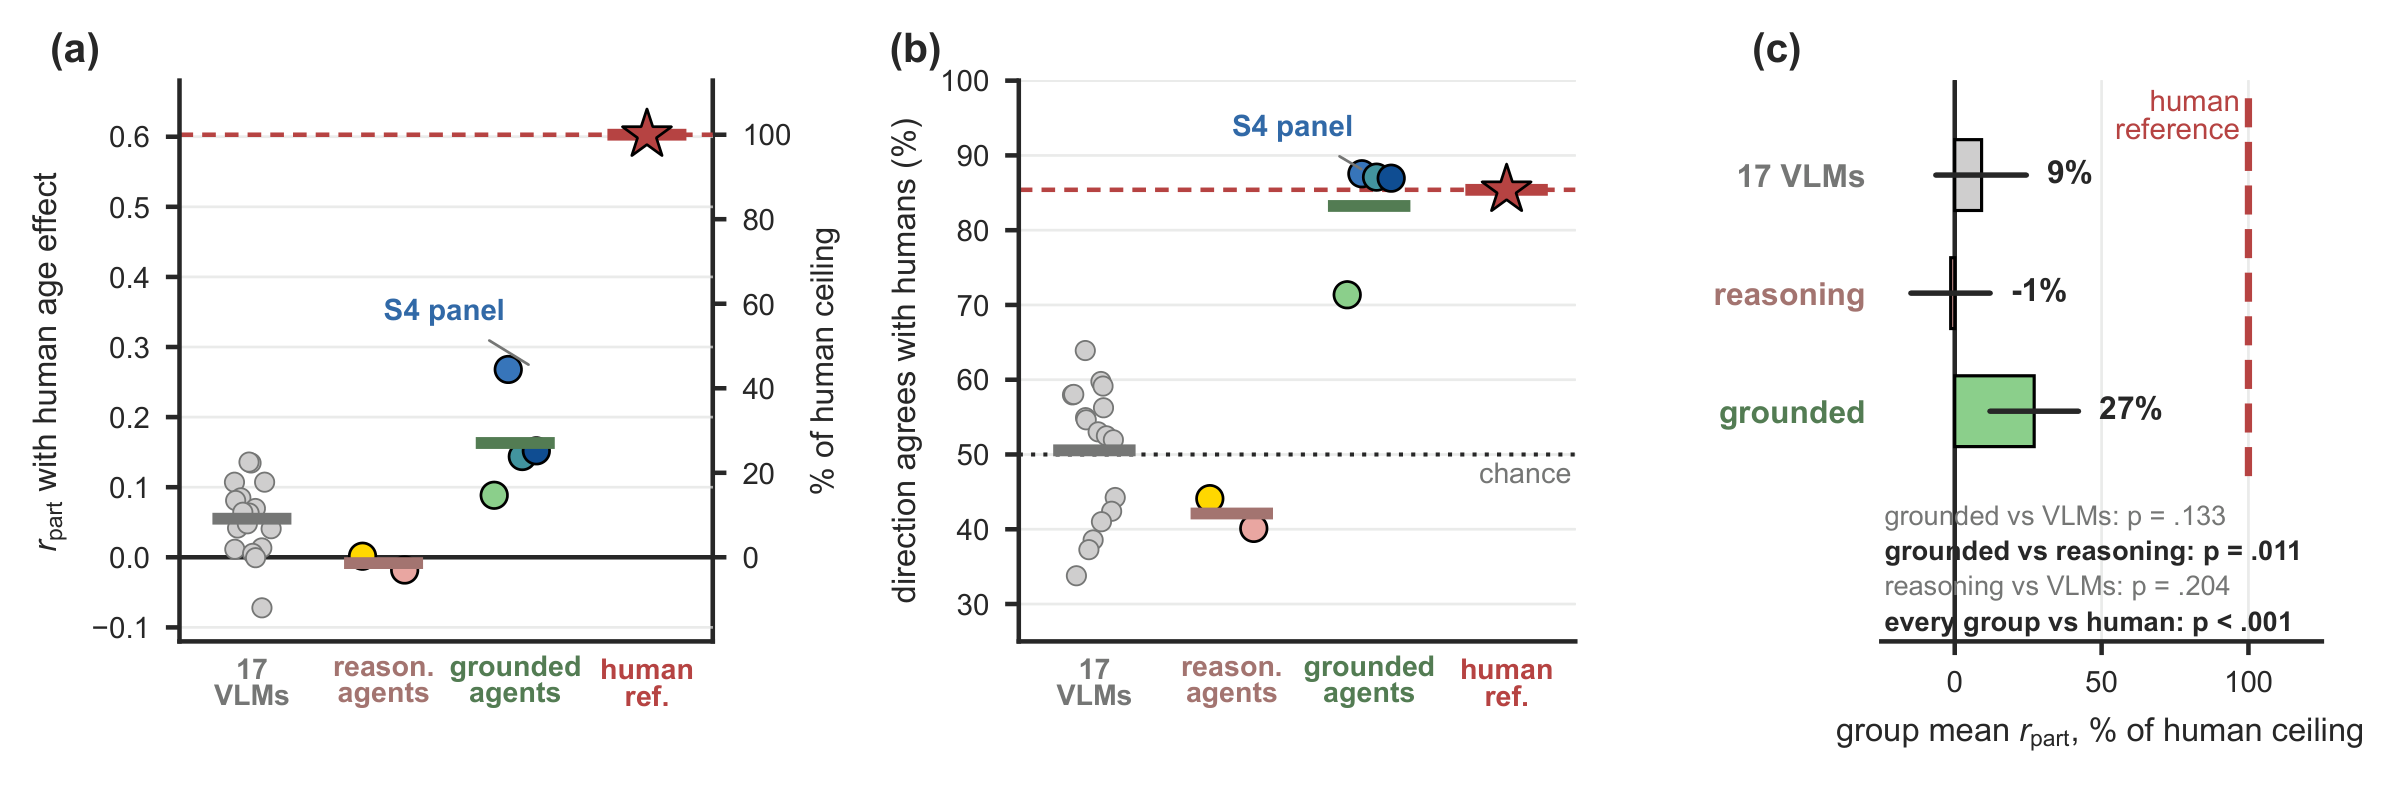 (a)
r_part with human age effect
0.6
0.5
0.4
0.3
0.2
0.1
0.0
−0.1
S4 panel
100
80
60
40
20
0
% of human ceiling
17
VLMs
reason.
agents
grounded
agents
human
ref.
(b)
direction agrees with humans (%)
100
90
80
70
60
50
40
30
S4 panel
chance
17
VLMs
reason.
agents
grounded
agents
human
ref.
(c)
human
reference
17 VLMs
9%
reasoning
-1%
grounded
27%
grounded vs VLMs: p = .133
grounded vs reasoning: p = .011
reasoning vs VLMs: p = .204
every group vs human: p < .001
0
50
100
group mean r_part, % of human ceiling